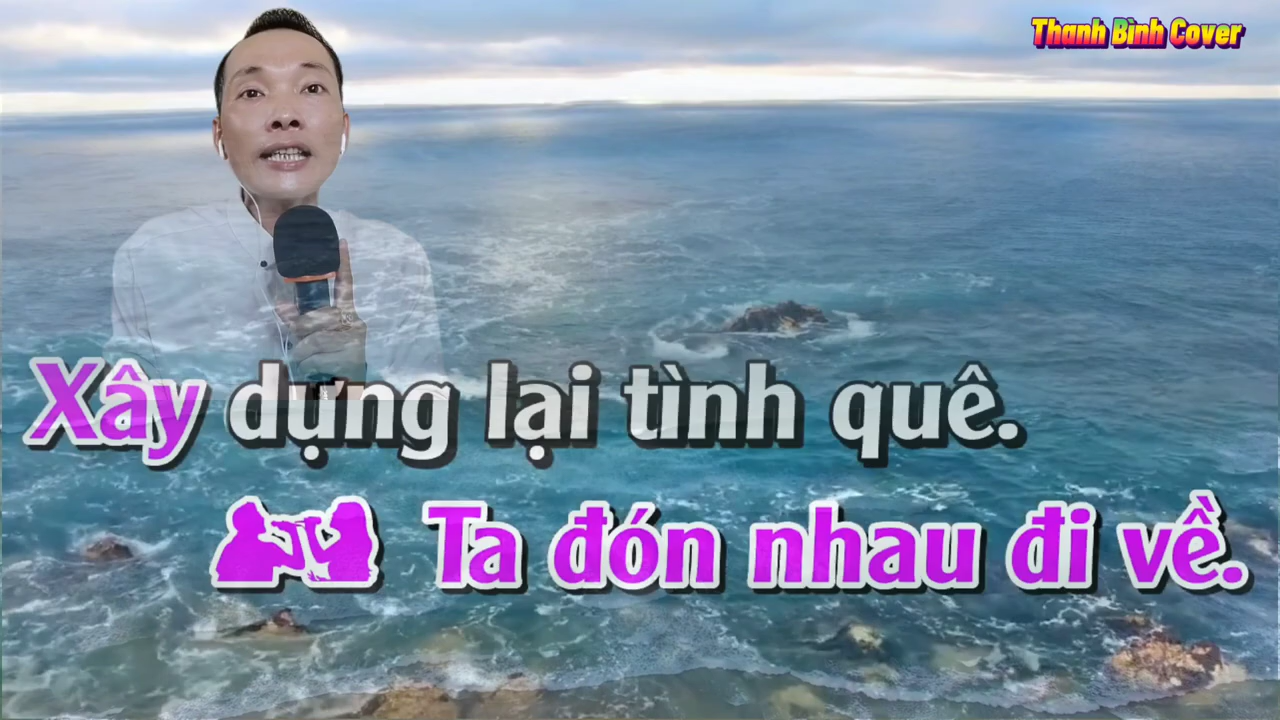 Thanh Bình Cover
Xây dựng lại tình quê.
Ta đón nhau đi về.